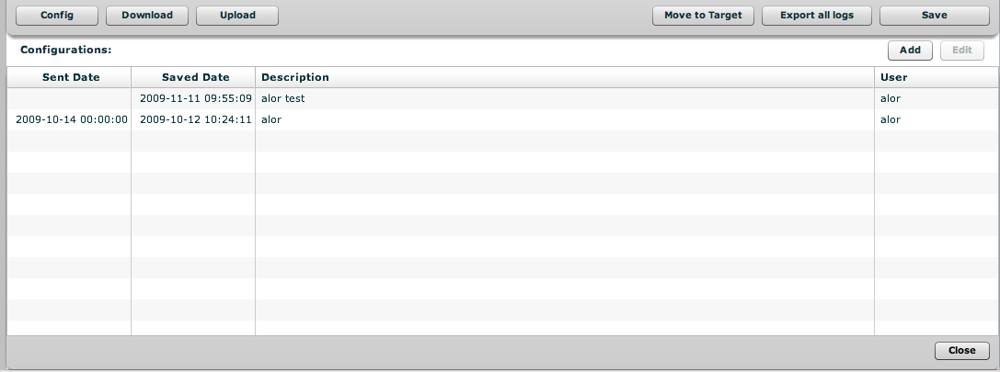 Config Download Upload Move to Target Export all logs Save
Configurations: Add Edit
Sent Date Saved Date Description User
2009-11-11 09:55:09 alor test alor
2009-10-14 00:00:00 2009-10-12 10:24:11 alor alor
Close